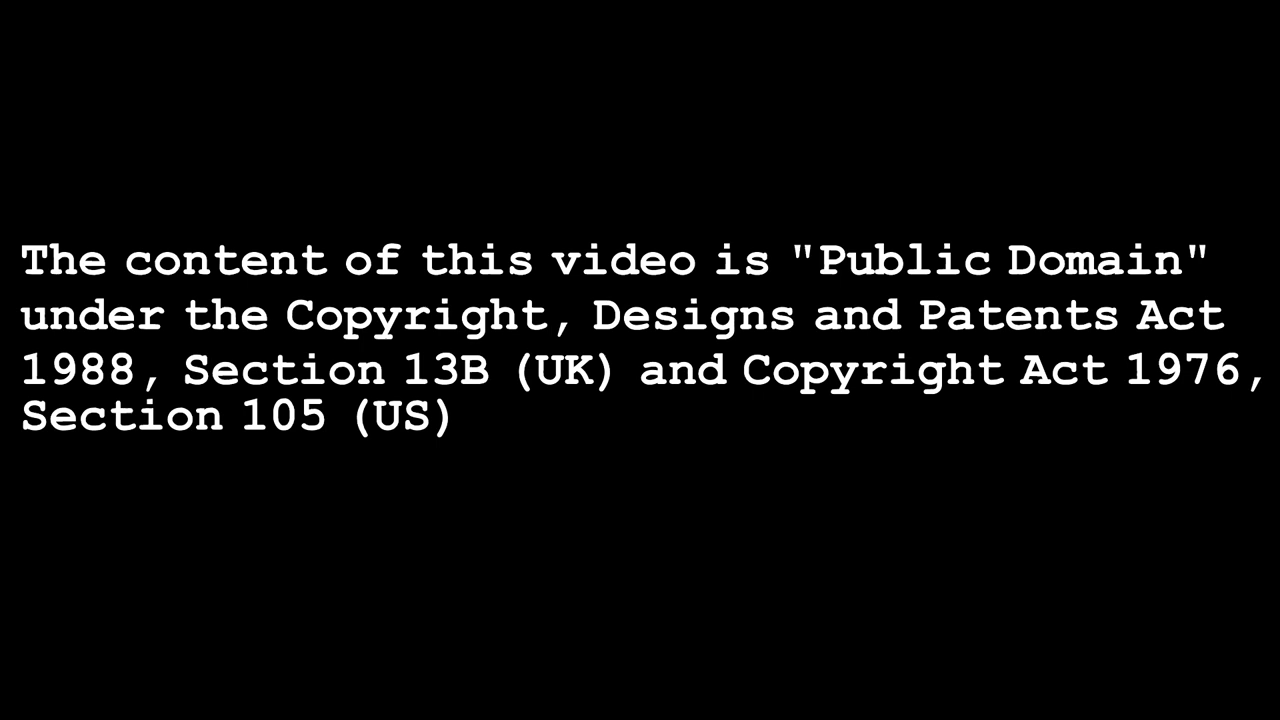 The content of this video is "Public Domain"
under the Copyright, Designs and Patents Act
1988, Section 13B (UK) and Copyright Act 1976,
Section 105 (US)